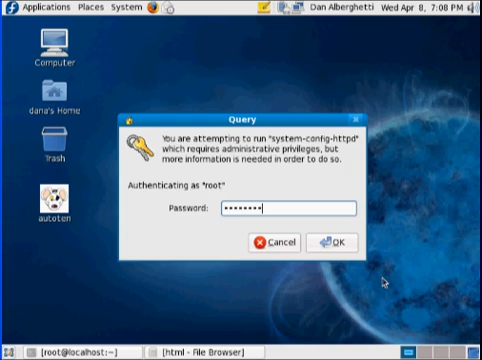 Applications Places System Dan Alberghetti Wed Apr 8, 7:08 PM
Computer
dana's Home
Trash
autoten
Query
You are attempting to run "system-config-httpd"
which requires administrative privileges, but
more information is needed in order to do so.
Authenticating as "root"
Password: ••••••••
Cancel OK
[root@localhost:~] [html - File Browser]